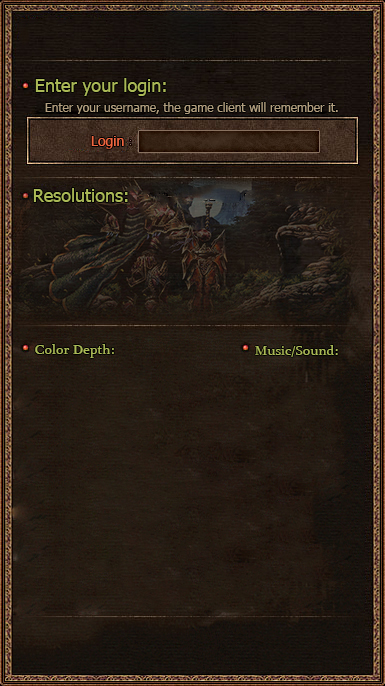 Enter your login:
Enter your username, the game client will remember it.
Login :
Resolutions:
Color Depth:
Music/Sound: